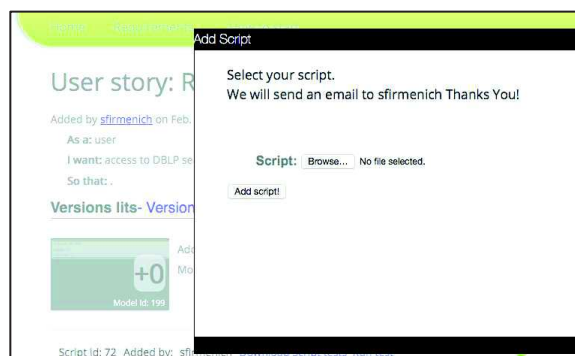 Add Script
Select your script.
We will send an email to sfirmenich Thanks You!
Script: Browse... No file selected.
Add script!
User story: R
Added by sfirmenich on Feb.
As a: user
I want: access to DBLP se
So that: .
Versions lits- Version
Add
Mo
+0
Model Id: 199
Script Id: 72 Added by: